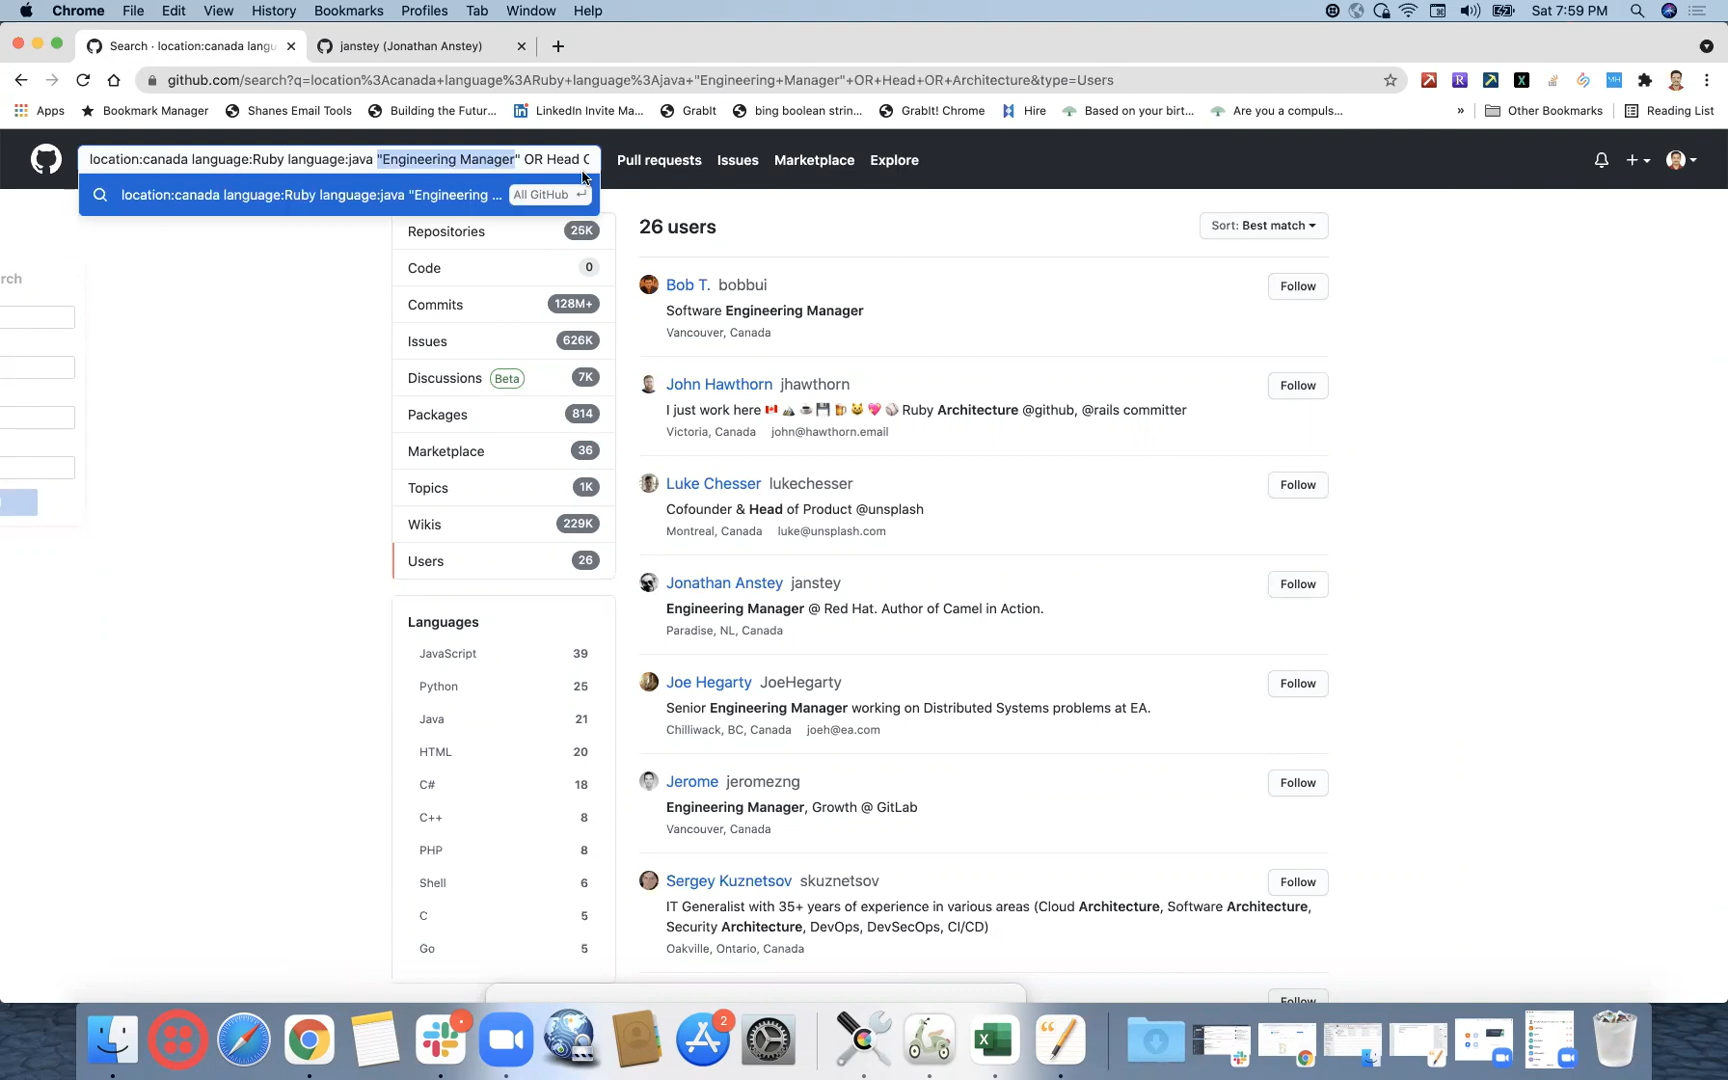 Chrome File Edit View History Bookmarks Profiles Tab Window Help Sat 7:59 PM
Search · location:canada langu janstey (Jonathan Anstey)
github.com/search?q=location%3Acanada+language%3ARuby+language%3Ajava+"Engineering+Manager"+OR+Head+OR+Architecture&type=Users
Apps Bookmark Manager Shanes Email Tools Building the Futur... LinkedIn Invite Ma... GrabIt bing boolean strin... GrabIt! Chrome Hire Based on your birt... Are you a compuls... » Other Bookmarks Reading List
location:canada language:Ruby language:java "Engineering Manager" OR Head Pull requests Issues Marketplace Explore
location:canada language:Ruby language:java "Engineering ... All GitHub
Repositories 25K
Code 0
Commits 128M+
Issues 626K
Discussions Beta 7K
Packages 814
Marketplace 36
Topics 1K
Wikis 229K
Users 26
Languages
JavaScript 39
Python 25
Java 21
HTML 20
C# 18
C++ 8
PHP 8
Shell 6
C 5
Go 5
rch
26 users
Sort: Best match
Bob T. bobbui
Follow
Software Engineering Manager
Vancouver, Canada
John Hawthorn jhawthorn
Follow
I just work here Ruby Architecture @github, @rails committer
Victoria, Canada john@hawthorn.email
Luke Chesser lukechesser
Follow
Cofounder & Head of Product @unsplash
Montreal, Canada luke@unsplash.com
Jonathan Anstey janstey
Follow
Engineering Manager @ Red Hat. Author of Camel in Action.
Paradise, NL, Canada
Joe Hegarty JoeHegarty
Follow
Senior Engineering Manager working on Distributed Systems problems at EA.
Chilliwack, BC, Canada joeh@ea.com
Jerome jeromezng
Follow
Engineering Manager, Growth @ GitLab
Vancouver, Canada
Sergey Kuznetsov skuznetsov
Follow
IT Generalist with 35+ years of experience in various areas (Cloud Architecture, Software Architecture,
Security Architecture, DevOps, DevSecOps, CI/CD)
Oakville, Ontario, Canada
Follow
2